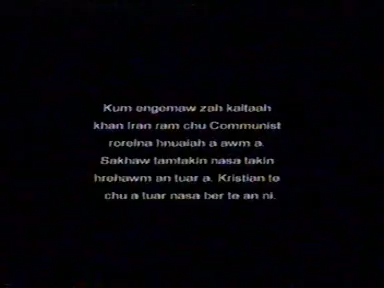 Kum engemaw zah kaltaah
khan Iran ram chu Communist
rorelna hnuaiah a awm a.
Sakhaw tamtakin nasa takin
hrehawm an tuar a. Kristian te
chu a tuar nasa ber te an ni.